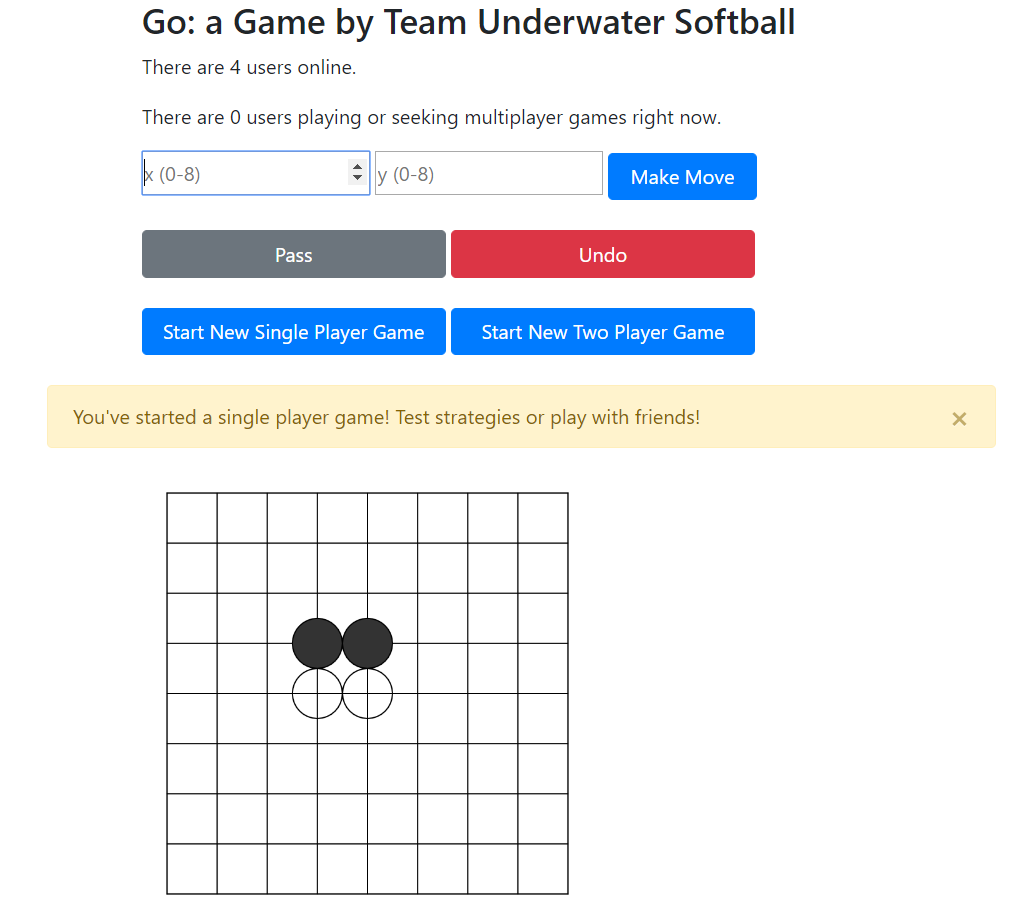 Go: a Game by Team Underwater Softball
There are 4 users online.
There are 0 users playing or seeking multiplayer games right now.
x (0-8) y (0-8) Make Move
Pass Undo
Start New Single Player Game Start New Two Player Game
You've started a single player game! Test strategies or play with friends! ×